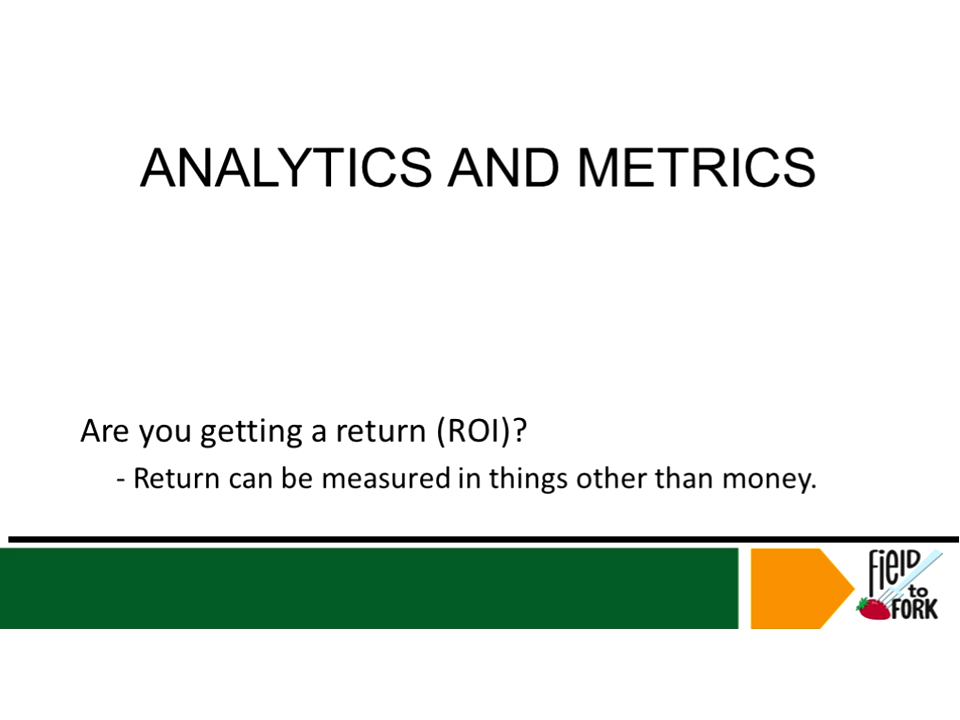 ANALYTICS AND METRICS
Are you getting a return (ROI)?
- Return can be measured in things other than money.
FIELD
to
FORK